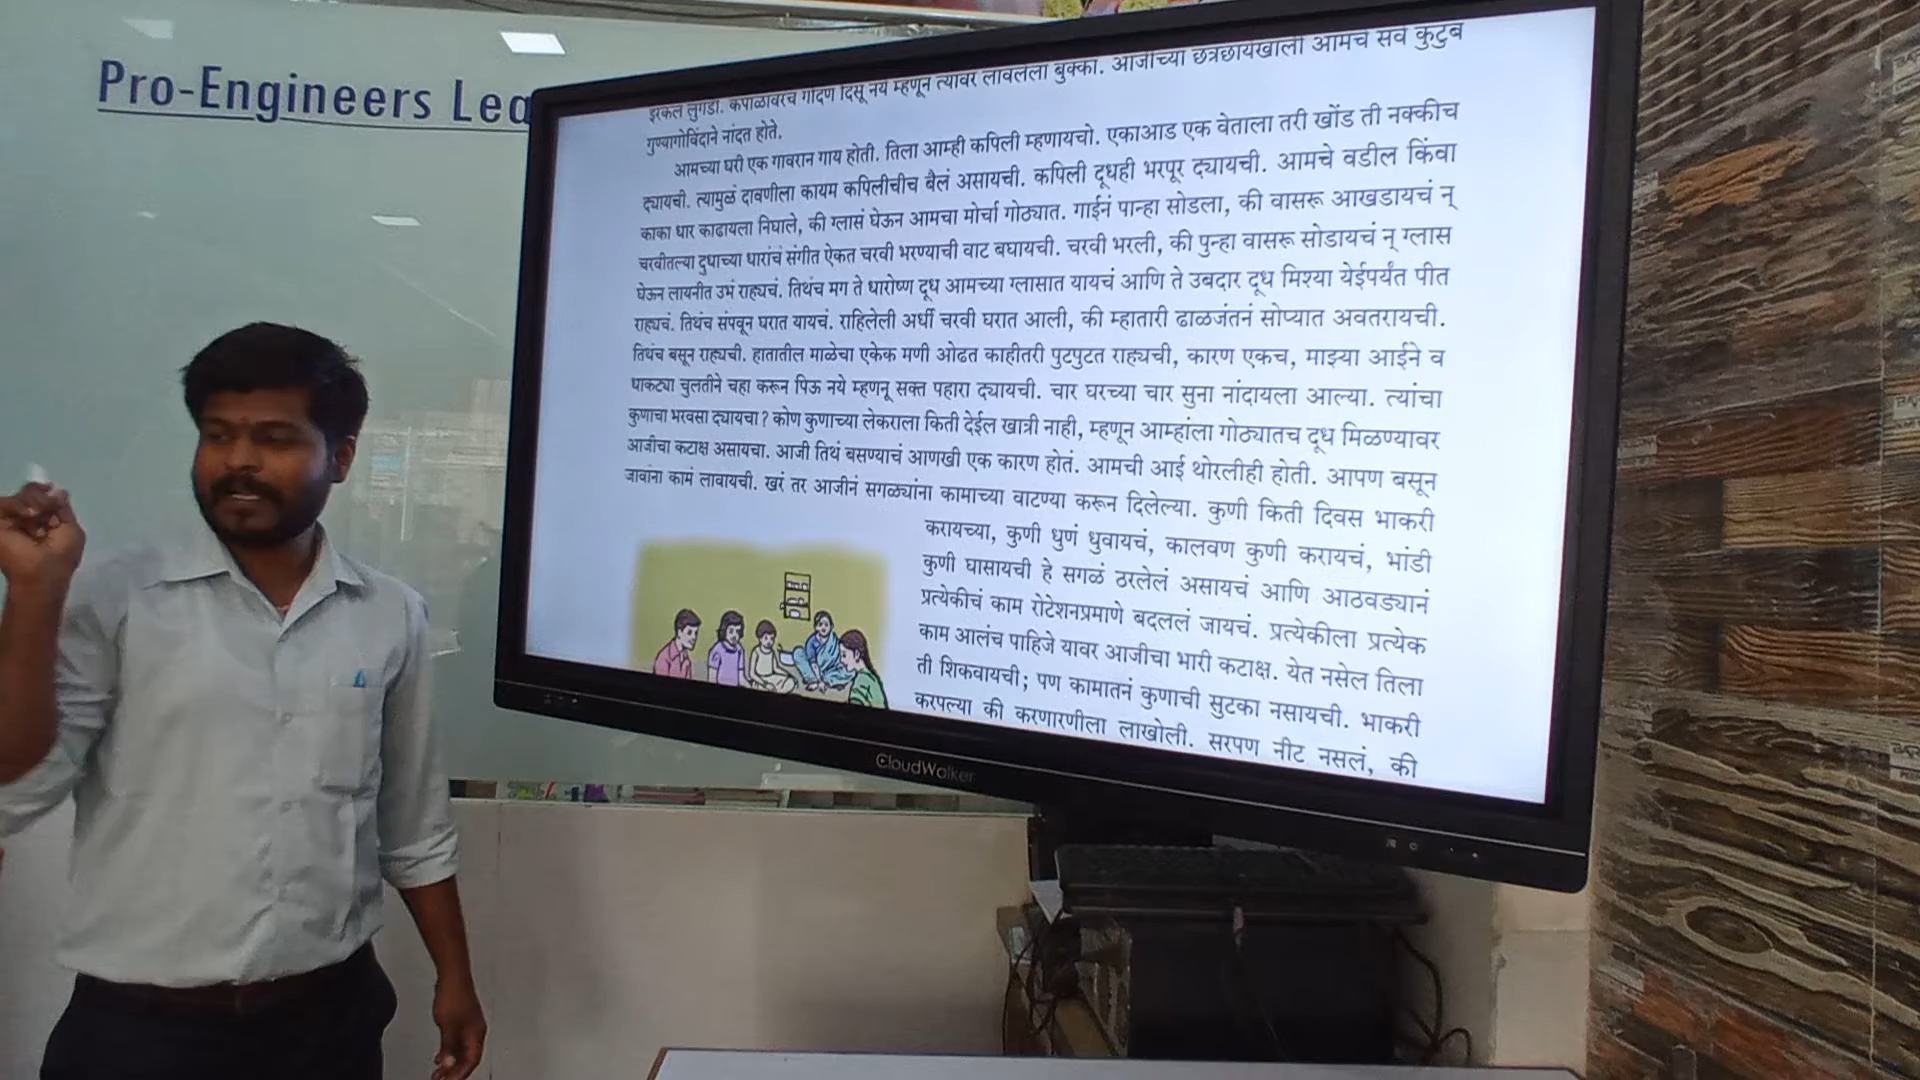 Pro-Engineers Lea
इरकल लुगडं. कपाळावरचं गोंदण दिसू नये म्हणून त्यावर लावलेला बुक्का. आजीच्या छत्रछायेखाली आमचे सर्व कुटुंब
गुण्यागोविंदाने नांदत होते.
आमच्या घरी एक गावरान गाय होती. तिला आम्ही कपिली म्हणायचो. एकाआड एक वेताला तरी खोंड ती नक्कीच
द्यायची. त्यामुळं दावणीला कायम कपिलीचीच बैलं असायची. कपिली दूधही भरपूर द्यायची. आमचे वडील किंवा
काका धार काढायला निघाले, की ग्लासं घेऊन आमचा मोर्चा गोठ्यात. गाईनं पान्हा सोडला, की वासरू आखडायचं न्
चरवीतल्या दुधाच्या धारांचं संगीत ऐकत चरवी भरण्याची वाट बघायची. चरवी भरली, की पुन्हा वासरू सोडायचं न् ग्लास
घेऊन लायनीत उभं राह्यचं. तिथंच मग ते धारोष्ण दूध आमच्या ग्लासात यायचं आणि ते उबदार दूध मिश्या येईपर्यंत पीत
राह्यचं. तिथंच संपवून घरात यायचं. राहिलेली अर्धी चरवी घरात आली, की म्हातारी ढाळजंतनं सोप्यात अवतरायची.
तिथंच बसून राह्यची. हातातील माळेचा एकेक मणी ओढत काहीतरी पुटपुटत राह्यची, कारण एकच, माझ्या आईने व
धाकट्या चुलतीने चहा करून पिऊ नये म्हणनू सक्त पहारा द्यायची. चार घरच्या चार सुना नांदायला आल्या. त्यांचा
कुणाचा भरवसा द्यायचा? कोण कुणाच्या लेकराला किती देईल खात्री नाही, म्हणून आम्हांला गोठ्यातच दूध मिळण्यावर
आजीचा कटाक्ष असायचा. आजी तिथं बसण्याचं आणखी एक कारण होतं. आमची आई थोरलीही होती. आपण बसून
जावांना कामं लावायची. खरं तर आजीनं सगळ्यांना कामाच्या वाटण्या करून दिलेल्या. कुणी किती दिवस भाकरी
करायच्या, कुणी धुणं धुवायचं, कालवण कुणी करायचं, भांडी
कुणी घासायची हे सगळं ठरलेलं असायचं आणि आठवड्यानं
प्रत्येकीचं काम रोटेशनप्रमाणे बदललं जायचं. प्रत्येकीला प्रत्येक
काम आलंच पाहिजे यावर आजीचा भारी कटाक्ष. येत नसेल तिला
ती शिकवायची; पण कामातनं कुणाची सुटका नसायची. भाकरी
करपल्या की करणारणीला लाखोली. सरपण नीट नसलं, की
CloudWalker